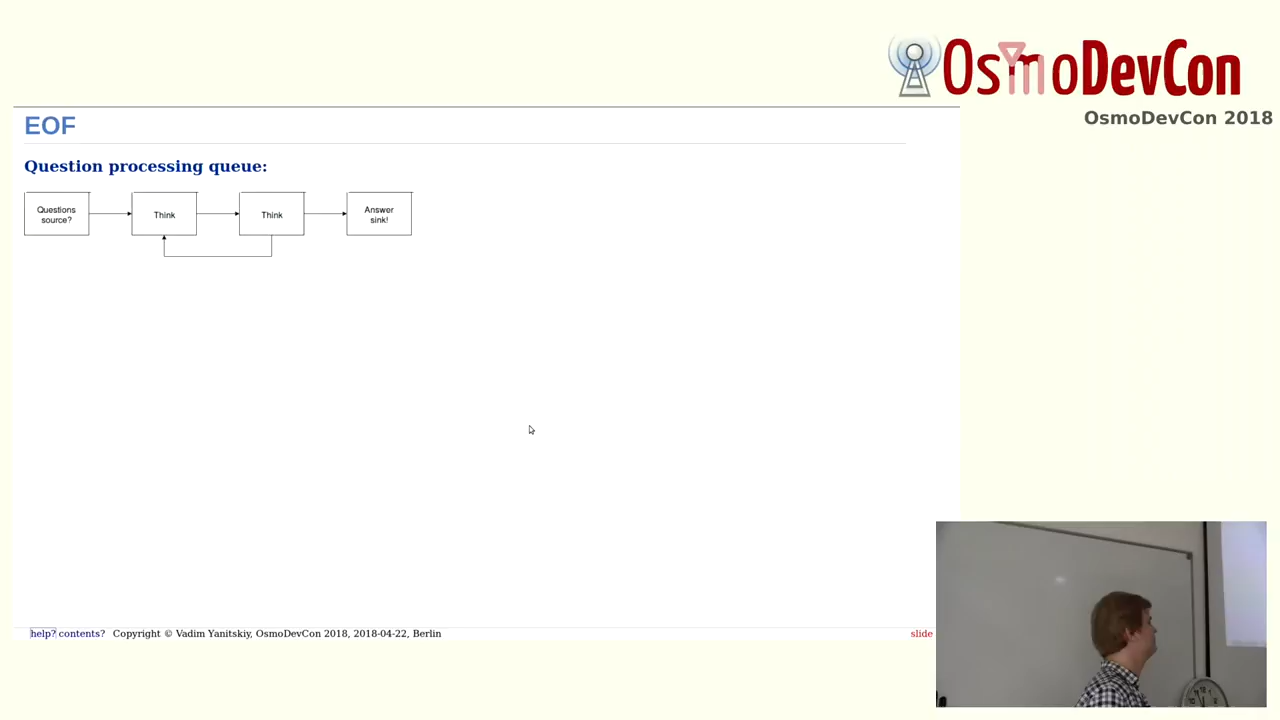 OsmoDevCon
OsmoDevCon 2018
EOF
Question processing queue:
Questions
source?
Think
Think
Answer
sink!
help? contents? Copyright © Vadim Yanitskiy, OsmoDevCon 2018, 2018-04-22, Berlin
slide